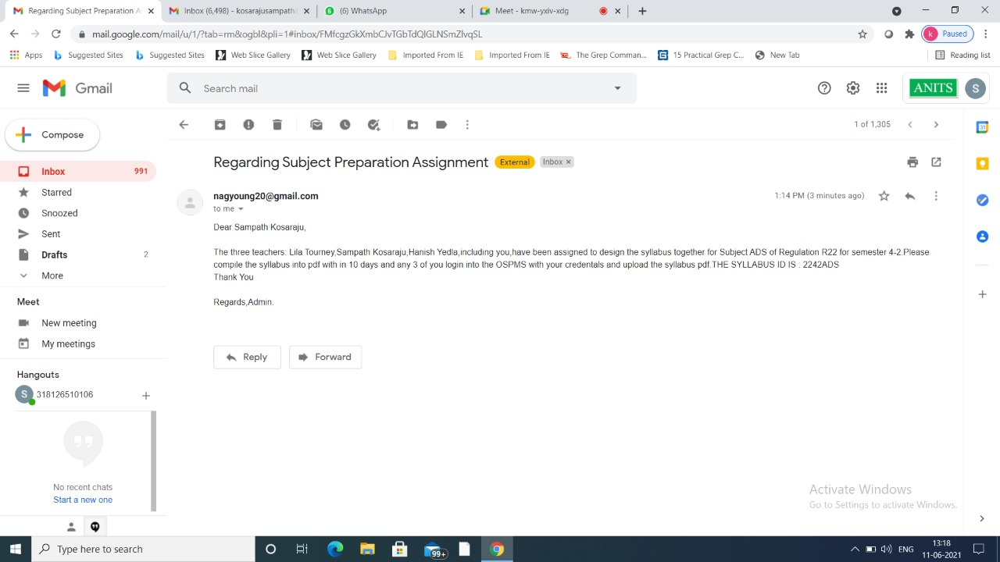 Regarding Subject Preparation A
Inbox (6,498) - kosarajusampath
(6) WhatsApp
Meet - kmw-yxiv-xdg
mail.google.com/mail/u/1/?tab=rm&ogbl&pli=1#inbox/FMfcgzGkXmbCJvTGbTdQlGLNSmZlvqSL
k Paused
Apps Suggested Sites Suggested Sites Web Slice Gallery Web Slice Gallery Imported From IE Imported From IE The Grep Comman... 15 Practical Grep C... New Tab Reading list
Gmail
Search mail
ANITS S
Compose
1 of 1,305
Inbox 991
Starred
Snoozed
Sent
Drafts 2
More
Meet
New meeting
My meetings
Hangouts
S 318126510106
No recent chats
Start a new one
Regarding Subject Preparation Assignment External Inbox ×
nagyoung20@gmail.com 1:14 PM (3 minutes ago)
to me
Dear Sampath Kosaraju,
The three teachers: Lila Tourney,Sampath Kosaraju,Hanish Yedla,including you,have been assigned to design the syllabus together for Subject ADS of Regulation R22 for semester 4-2.Please
compile the syllabus into pdf with in 10 days and any 3 of you login into the OSPMS with your credentals and upload the syllabus pdf.THE SYLLABUS ID IS : 2242ADS
Thank You
Regards,Admin.
Reply Forward
31
Activate Windows
Go to Settings to activate Windows.
Type here to search
99+
ENG
13:18
11-06-2021